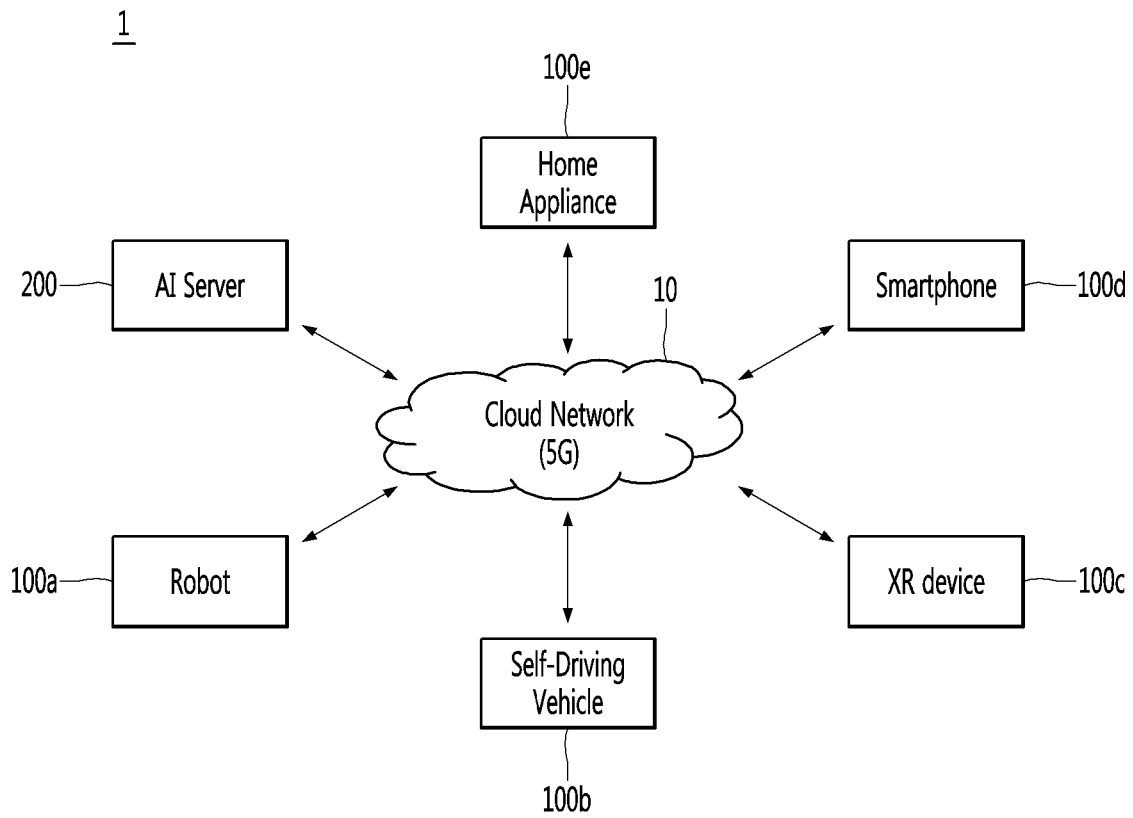 1
100e
Home
Appliance
200
AI Server
10
Smartphone
100d
Cloud Network
(5G)
100a
Robot
XR device
100c
Self-Driving
Vehicle
100b